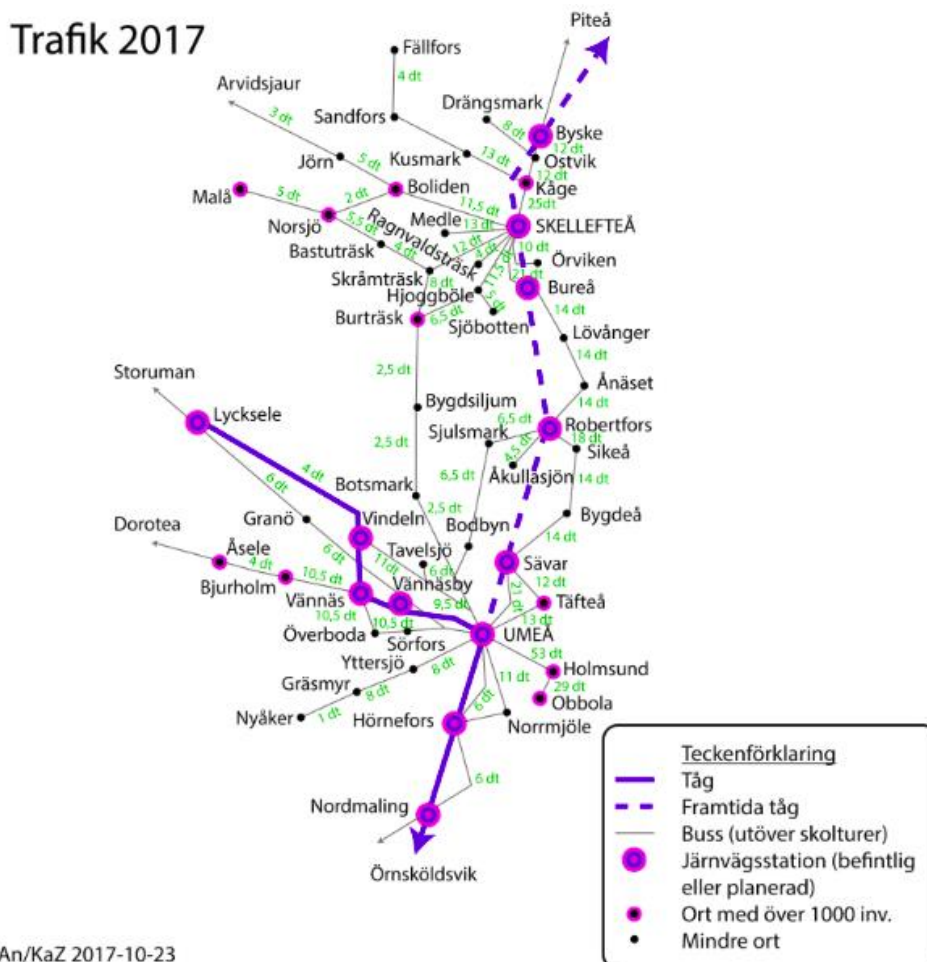 Trafik 2017
Piteå
Fällfors
4 dt
Arvidsjaur
Drängsmark
Sandfors
8 dt
Byske
12 dt
3 dt
Kusmark
13 dt
Ostvik
Jörn
5 dt
12 dt
Kåge
Malå
5 dt
2 dt
Boliden
25dt
11,5 dt
Norsjö
Medle
13 dt
SKELLEFTEÅ
5,5 dt
Ragnvaldsträsk
12 dt
4 dt
10 dt
Bastuträsk
4 dt
11,5 dt
Örviken
Skråmträsk
8 dt
21 dt
Hjoggböle
5 dt
Bureå
14 dt
Burträsk
6,5 dt
Sjöbotten
Lövånger
14 dt
2,5 dt
Storuman
Ånäset
14 dt
Lycksele
Bygdsiljum
6,5 dt
Robertfors
Sjulsmark
18 dt
4,5 dt
Sikeå
2,5 dt
4 dt
6,5 dt
Åkullasjön
14 dt
6 dt
Botsmark
2,5 dt
Granö
Vindeln
Bodbyn
Bygdeå
Dorotea
14 dt
Tavelsjö
6 dt
11dt
6 dt
Sävar
Åsele
4 dt
Vännäsby
12 dt
Bjurholm
10,5 dt
9,5 dt
21 dt
Täfteå
Vännäs
13 dt
10,5 dt
10,5 dt
Överboda
Sörfors
UMEÅ
53 dt
Yttersjö
8 dt
Holmsund
11 dt
29 dt
Gräsmyr
8 dt
Obbola
6 dt
Nyåker
1 dt
Hörnefors
Norrmjöle
6 dt
Nordmaling
Örnsköldsvik
Teckenförklaring
Tåg
Framtida tåg
Buss (utöver skolturer)
Järnvägsstation (befintlig
eller planerad)
Ort med över 1000 inv.
Mindre ort
An/KaZ 2017-10-23